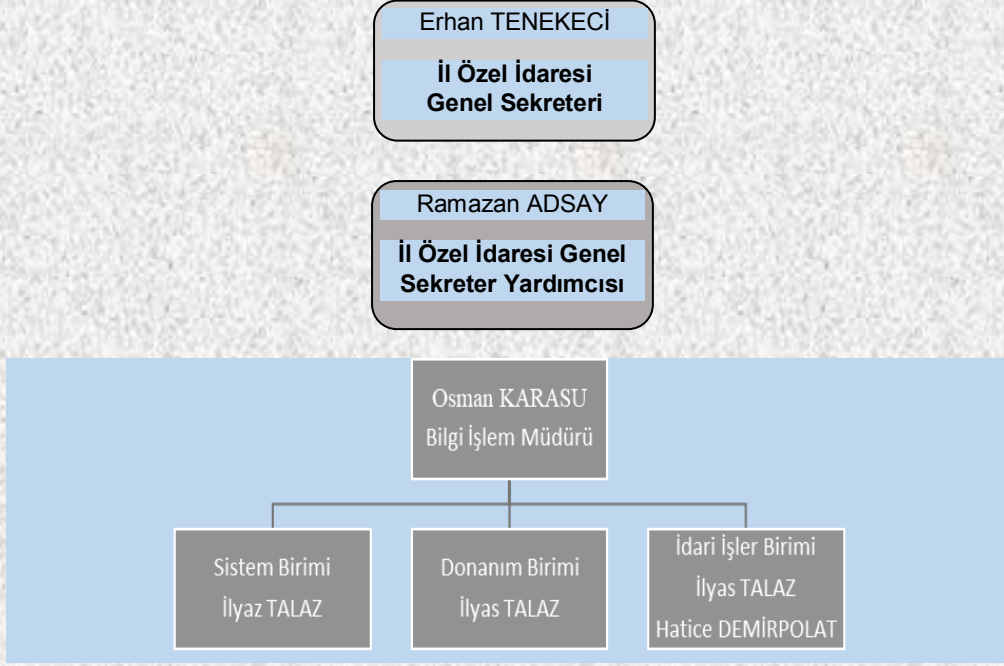 Erhan TENEKECİ
İl Özel İdaresi
Genel Sekreteri
Ramazan ADSAY
İl Özel İdaresi Genel
Sekreter Yardımcısı
Osman KARASU
Bilgi İşlem Müdürü
Sistem Birimi
İlyaz TALAZ
Donanım Birimi
İlyas TALAZ
İdari İşler Birimi
İlyas TALAZ
Hatice DEMİRPOLAT